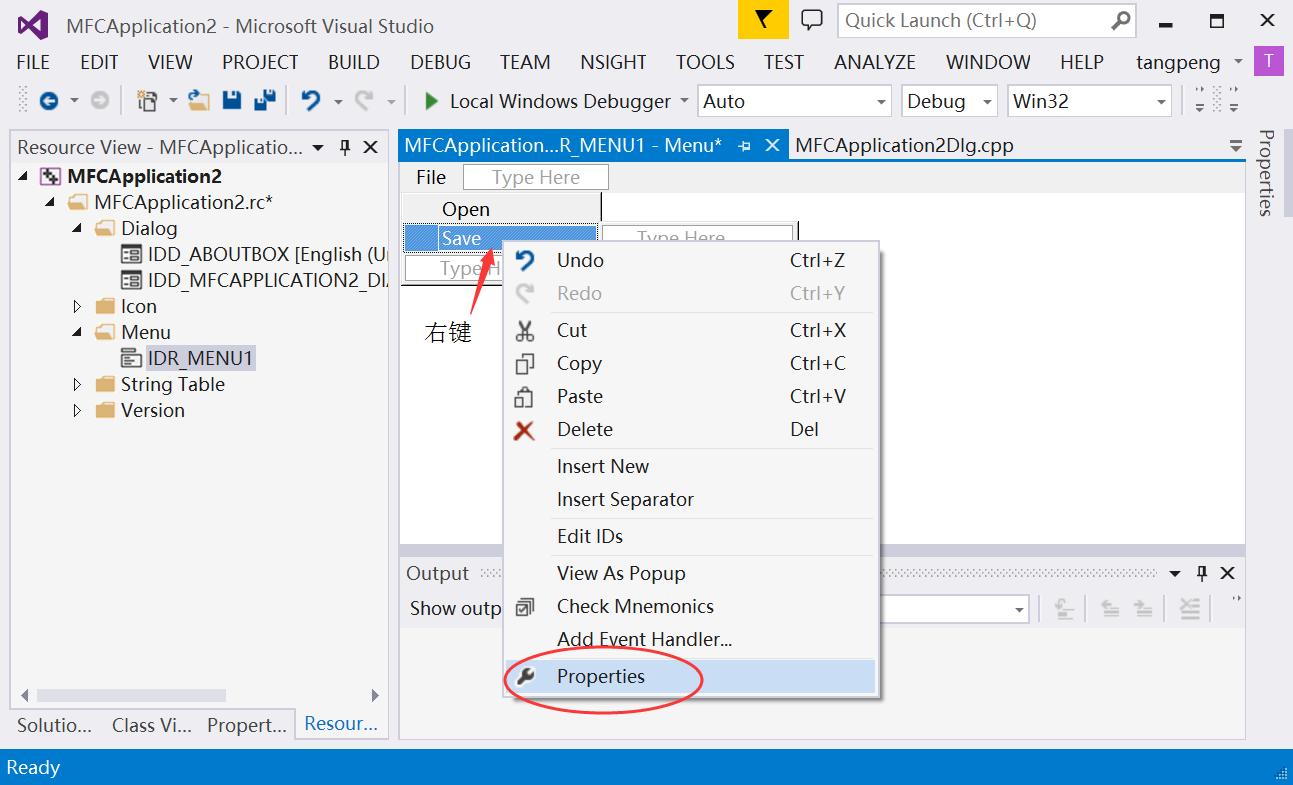 MFCApplication2 - Microsoft Visual Studio
Quick Launch (Ctrl+Q)
FILE EDIT VIEW PROJECT BUILD DEBUG TEAM NSIGHT TOOLS TEST ANALYZE WINDOW HELP tangpeng T
Local Windows Debugger Auto Debug Win32
Resource View - MFCApplicatio...
MFCApplication2
MFCApplication2.rc*
Dialog
IDD_ABOUTBOX [English (U
IDD_MFCAPPLICATION2_DI
Icon
Menu
IDR_MENU1
String Table
Version
Solutio... Class Vi... Propert... Resour...
MFCApplication...R_MENU1 - Menu* MFCApplication2Dlg.cpp
File Type Here
Open
Save Type Here
Type H
右键
Undo Ctrl+Z
Redo Ctrl+Y
Cut Ctrl+X
Copy Ctrl+C
Paste Ctrl+V
Delete Del
Insert New
Insert Separator
Edit IDs
View As Popup
Check Mnemonics
Add Event Handler...
Properties
Output
Show outp
Properties
Ready